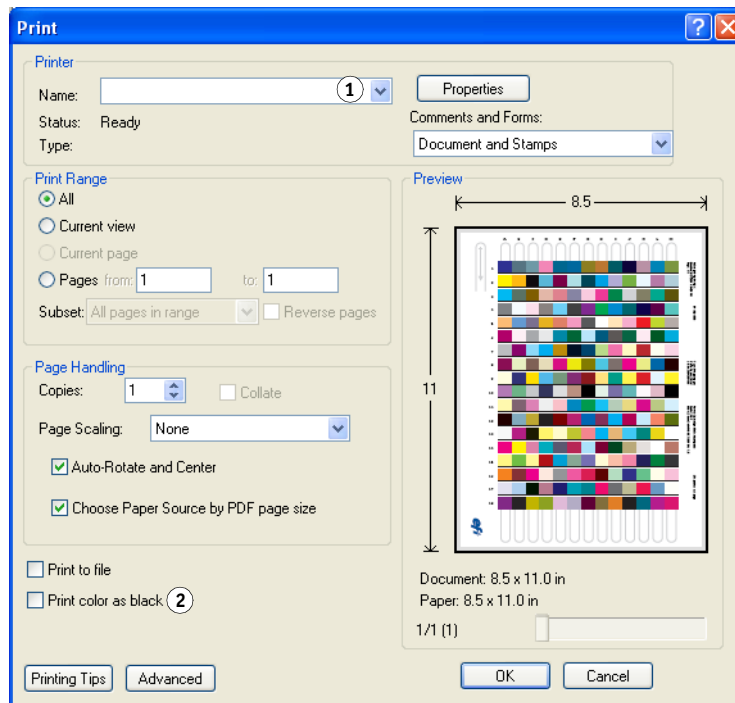 Print
Printer
Name:
1
Properties
Status: Ready
Comments and Forms:
Type:
Document and Stamps
Print Range
All
Current view
Current page
Pages from: 1 to: 1
Subset: All pages in range Reverse pages
Page Handling
Copies: 1 Collate
Page Scaling: None
Auto-Rotate and Center
Choose Paper Source by PDF page size
Print to file
Print color as black 2
Printing Tips Advanced
Preview
8.5
11
Document: 8.5 x 11.0 in
Paper: 8.5 x 11.0 in
1/1 (1)
OK Cancel